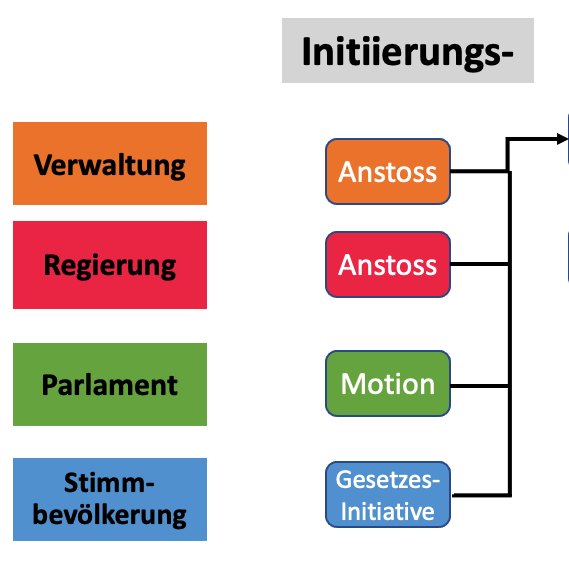 Initiierungs-
Verwaltung
Anstoss
Regierung
Anstoss
Parlament
Motion
Stimm-
bevölkerung
Gesetzes-
Initiative